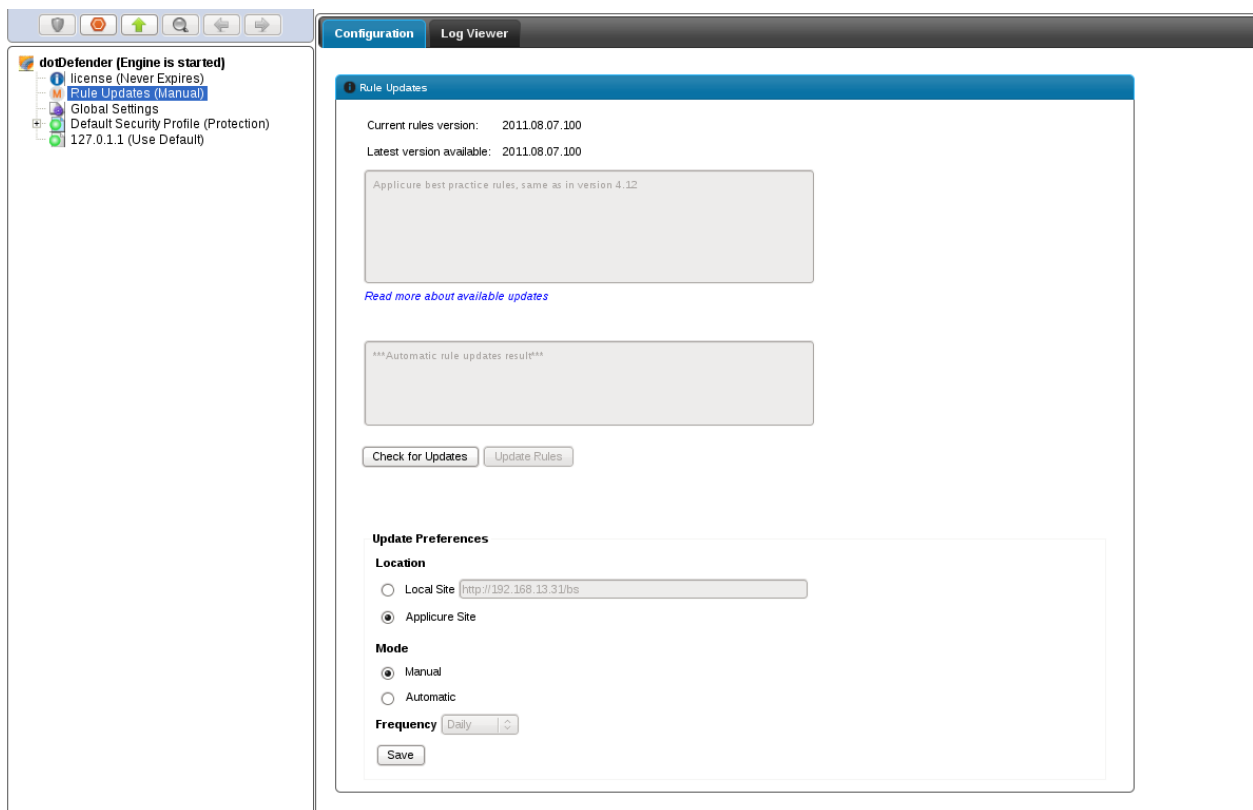 Configuration
Log Viewer
dotDefender (Engine is started)
license (Never Expires)
M Rule Updates (Manual)
Global Settings
Default Security Profile (Protection)
127.0.1.1 (Use Default)
Rule Updates
Current rules version: 2011.08.07.100
Latest version available: 2011.08.07.100
Applicure best practice rules, same as in version 4.12
Read more about available updates
***Automatic rule updates result***
Check for Updates
Update Rules
Update Preferences
Location
Local Site http://192.168.13.31/bs
Applicure Site
Mode
Manual
Automatic
Frequency Daily
Save